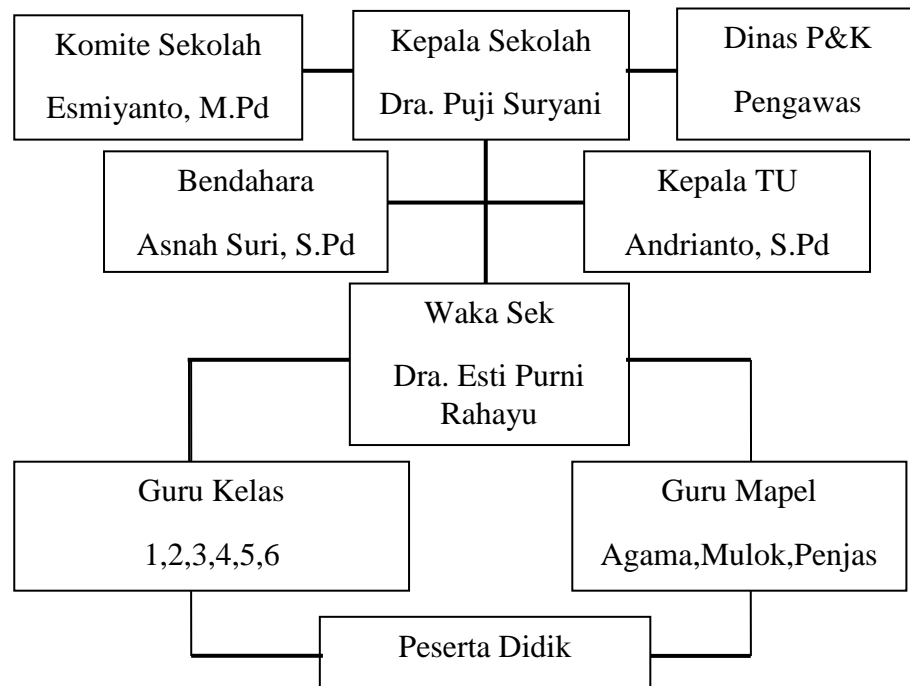 Komite Sekolah
Esmiyanto, M.Pd
Kepala Sekolah
Dra. Puji Suryani
Dinas P&K
Pengawas
Bendahara
Asnah Suri, S.Pd
Kepala TU
Andrianto, S.Pd
Waka Sek
Dra. Esti Purni
Rahayu
Guru Kelas
1,2,3,4,5,6
Guru Mapel
Agama,Mulok,Penjas
Peserta Didik